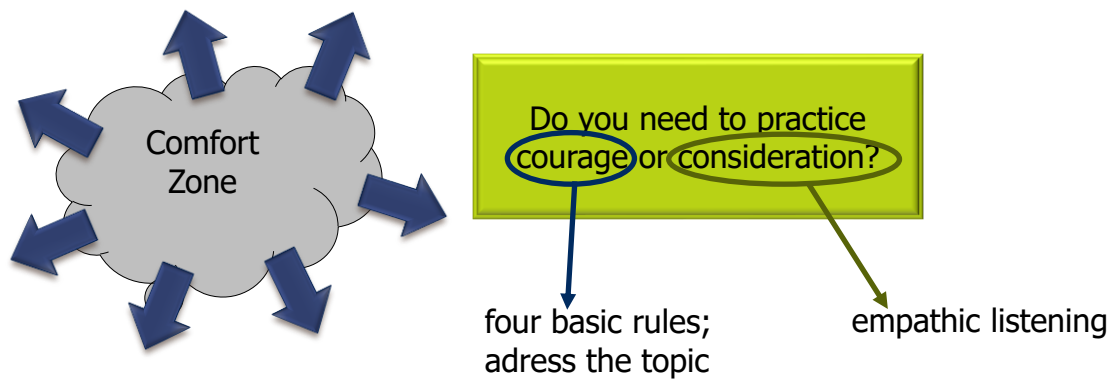 Comfort
Zone
Do you need to practice
courage or consideration?
four basic rules;
adress the topic
empathic listening